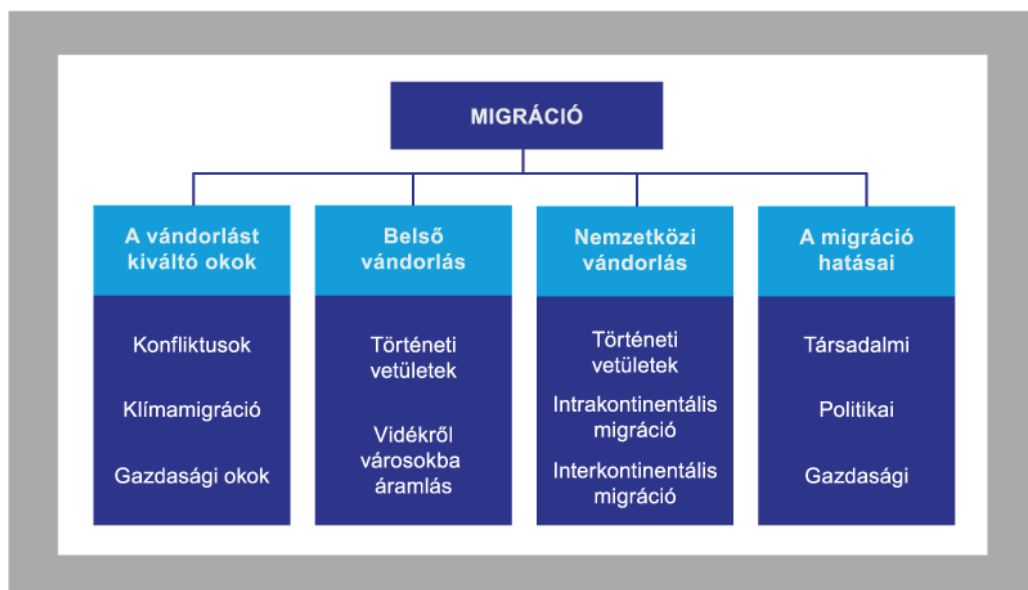 MIGRÁCIÓ
A vándorlást
kiváltó okok
Konfliktusok
Klímamigráció
Gazdasági okok
Belső
vándorlás
Történeti
vetületek
Vidékről
városokba
áramlás
Nemzetközi
vándorlás
Történeti
vetületek
Intrakontinentális
migráció
Interkontinentális
migráció
A migráció
hatásai
Társadalmi
Politikai
Gazdasági